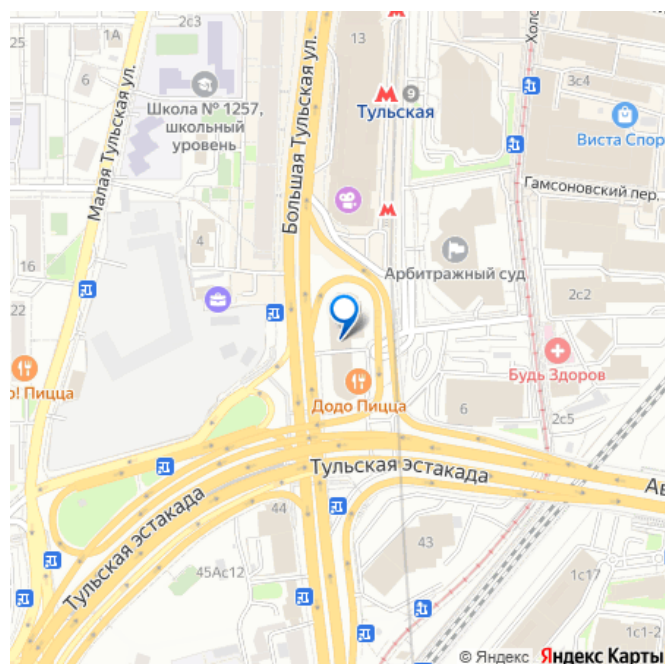 25
2с3
6
Школа № 1257,
школьный
уровень
13
М
9
Тульская
М
Холо
3с4
Виста Спор
Гамсоновский пер.
Малая Тульская ул.
Большая Тульская ул.
4
16
Арбитражный суд
2с2
22
о! Пицца
Додо Пицца
Будь Здоров
6
2с5
Тульская эстакада
Ав
Тульская эстакада
44
43
45Ас12
1с17
1с1-2
© Яндекс Яндекс Карты